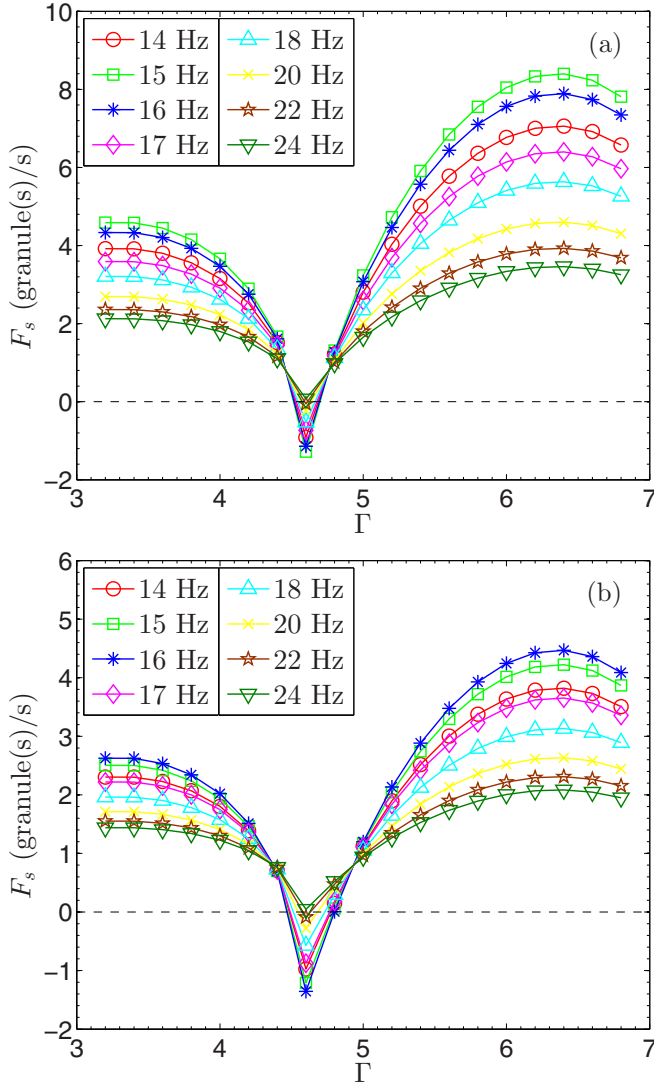 (a)
14 Hz
15 Hz
16 Hz
17 Hz
18 Hz
20 Hz
22 Hz
24 Hz
10
8
6
4
2
0
−2
F_s (granule(s)/s)
3 4 5 6 7
Γ
(b)
14 Hz
15 Hz
16 Hz
17 Hz
18 Hz
20 Hz
22 Hz
24 Hz
6
5
4
3
2
1
0
−1
−2
F_s (granule(s)/s)
3 4 5 6 7
Γ